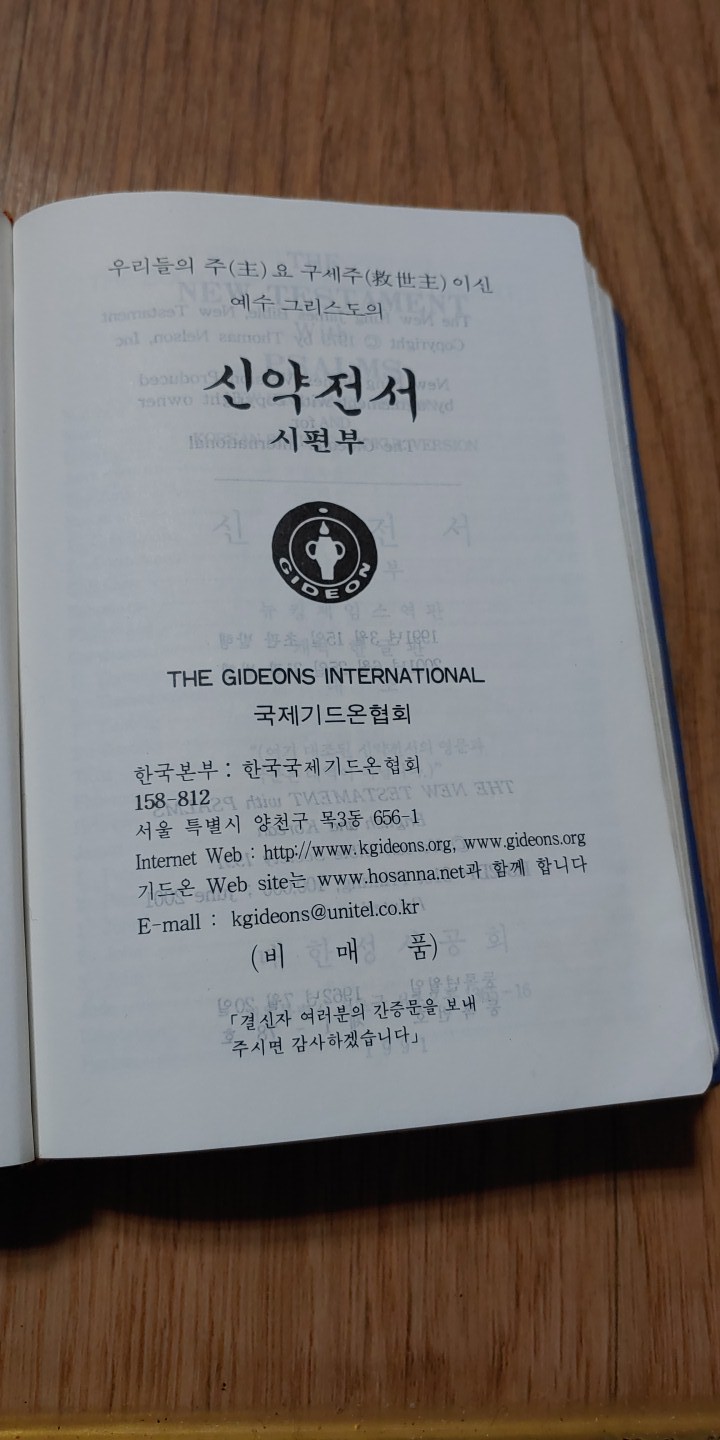 우리들의 주(主)요 구세주(救世主)이신
예수 그리스도의
신약전서
시편부
GIDEON
THE GIDEONS INTERNATIONAL
국제기드온협회
한국본부 : 한국국제기드온협회
158-812
서울 특별시 양천구 목3동 656-1
Internet Web : http://www.kgideons.org, www.gideons.org
기드온 Web site는 www.hosanna.net과 함께 합니다
E-mall : kgideons@unitel.co.kr
(비 매 품)
「결신자 여러분의 간증문을 보내
주시면 감사하겠습니다」